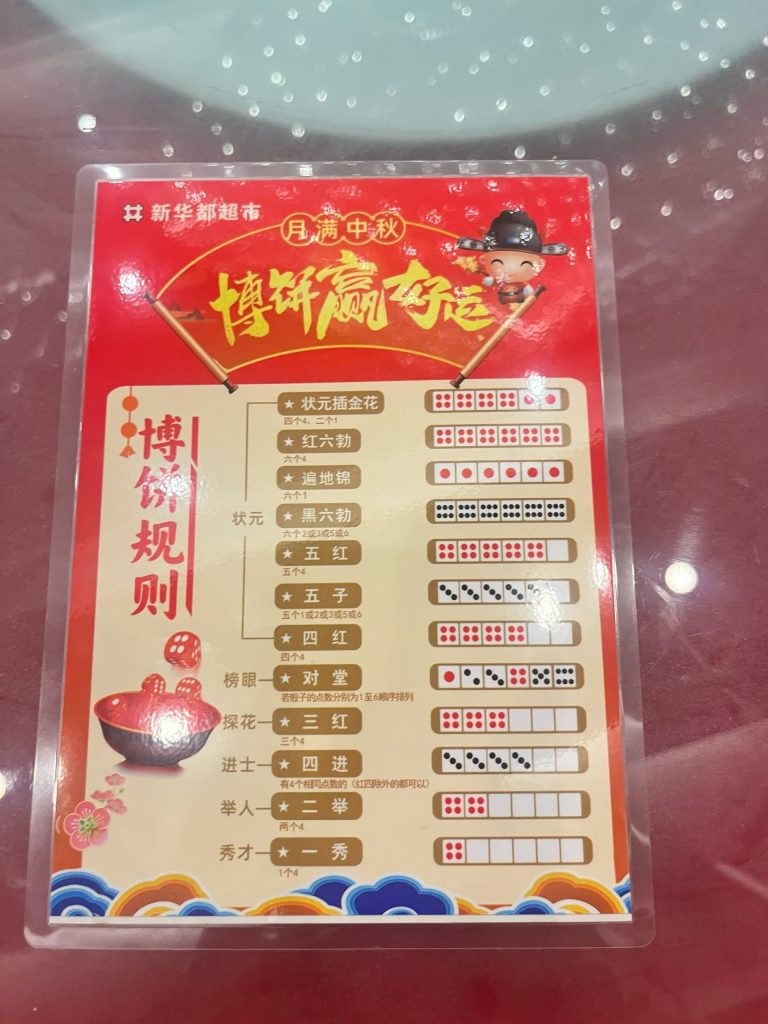 新华都超市
月满中秋
博饼赢好运
博饼规则
状元
★ 状元插金花
四个4、二个1
★ 红六勃
六个4
★ 遍地锦
六个1
★ 黑六勃
六个2或3或5或6
★ 五红
五个4
★ 五子
五个1或2或3或5或6
★ 四红
四个4
榜眼 ★ 对堂
若骰子的点数分别为1至6顺序排列
探花 ★ 三红
三个4
进士 ★ 四进
有4个相同点数的（红四除外的都可以）
举人 ★ 二举
两个4
秀才 ★ 一秀
1个4